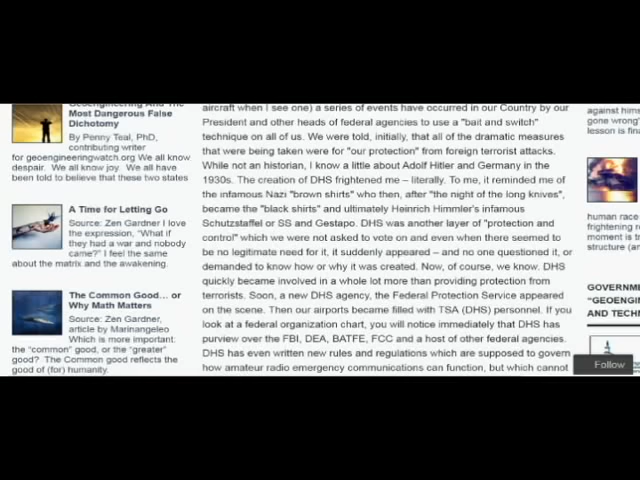 Geoengineering And The
Most Dangerous False
Dichotomy
By Penny Teal, PhD,
contributing writer
for geoengineeringwatch.org We all know
despair. We all know joy. We all have
been told to believe that these two states
A Time for Letting Go
Source: Zen Gardner I love
the expression, "What if
they had a war and nobody
came?" I feel the same
about the matrix and the awakening.
The Common Good… or
Why Math Matters
Source: Zen Gardner,
article by Marinangeleo
Which is more important.
the "common" good, or the "greater"
good? The Common good reflects the
good of (for) humanity.
aircraft when I see one) a series of events have occurred in our Country by our
President and other heads of federal agencies to use a "bait and switch"
technique on all of us. We were told, initially, that all of the dramatic measures
that were being taken were for "our protection" from foreign terrorist attacks.
While not an historian, I know a little about Adolf Hitler and Germany in the
1930s. The creation of DHS frightened me – literally. To me, it reminded me of
the infamous Nazi "brown shirts" who then, after "the night of the long knives",
became the "black shirts" and ultimately Heinrich Himmler's infamous
Schutzstaffel or SS and Gestapo. DHS was another layer of "protection and
control" which we were not asked to vote on and even when there seemed to
be no legitimate need for it, it suddenly appeared – and no one questioned it, or
demanded to know how or why it was created. Now, of course, we know. DHS
quickly became involved in a whole lot more than providing protection from
terrorists. Soon, a new DHS agency, the Federal Protection Service appeared
on the scene. Then our airports became filled with TSA (DHS) personnel. If you
look at a federal organization chart, you will notice immediately that DHS has
purview over the FBI, DEA, BATFE, FCC and a host of other federal agencies.
DHS has even written new rules and regulations which are supposed to govern
how amateur radio emergency communications can function, but which cannot
against hims
gone wrong"
lesson is fina
human race
frightening r
moment is tr
structure (an
GOVERNM
"GEOENGIN
AND TECHN
Follow